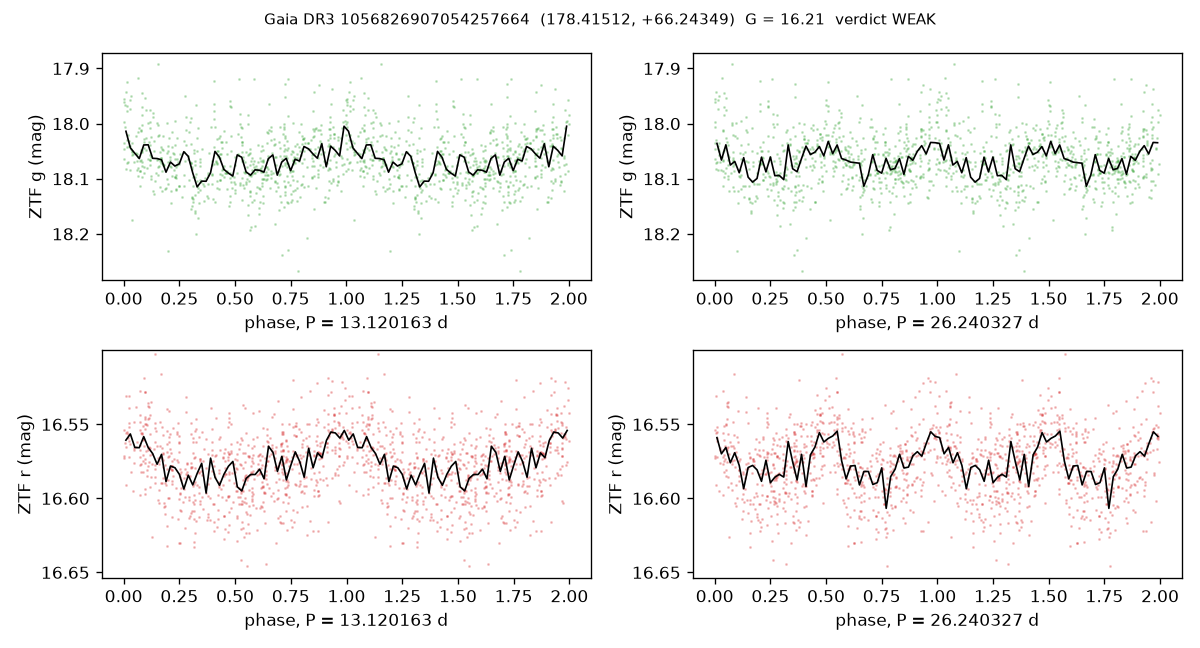 Gaia DR3 1056826907054257664 (178.41512, +66.24349) G = 16.21 verdict WEAK
ZTF g (mag)
17.9
18.0
18.1
18.2
0.00 0.25 0.50 0.75 1.00 1.25 1.50 1.75 2.00
phase, P = 13.120163 d
ZTF g (mag)
17.9
18.0
18.1
18.2
0.00 0.25 0.50 0.75 1.00 1.25 1.50 1.75 2.00
phase, P = 26.240327 d
ZTF r (mag)
16.55
16.60
16.65
0.00 0.25 0.50 0.75 1.00 1.25 1.50 1.75 2.00
phase, P = 13.120163 d
ZTF r (mag)
16.55
16.60
16.65
0.00 0.25 0.50 0.75 1.00 1.25 1.50 1.75 2.00
phase, P = 26.240327 d